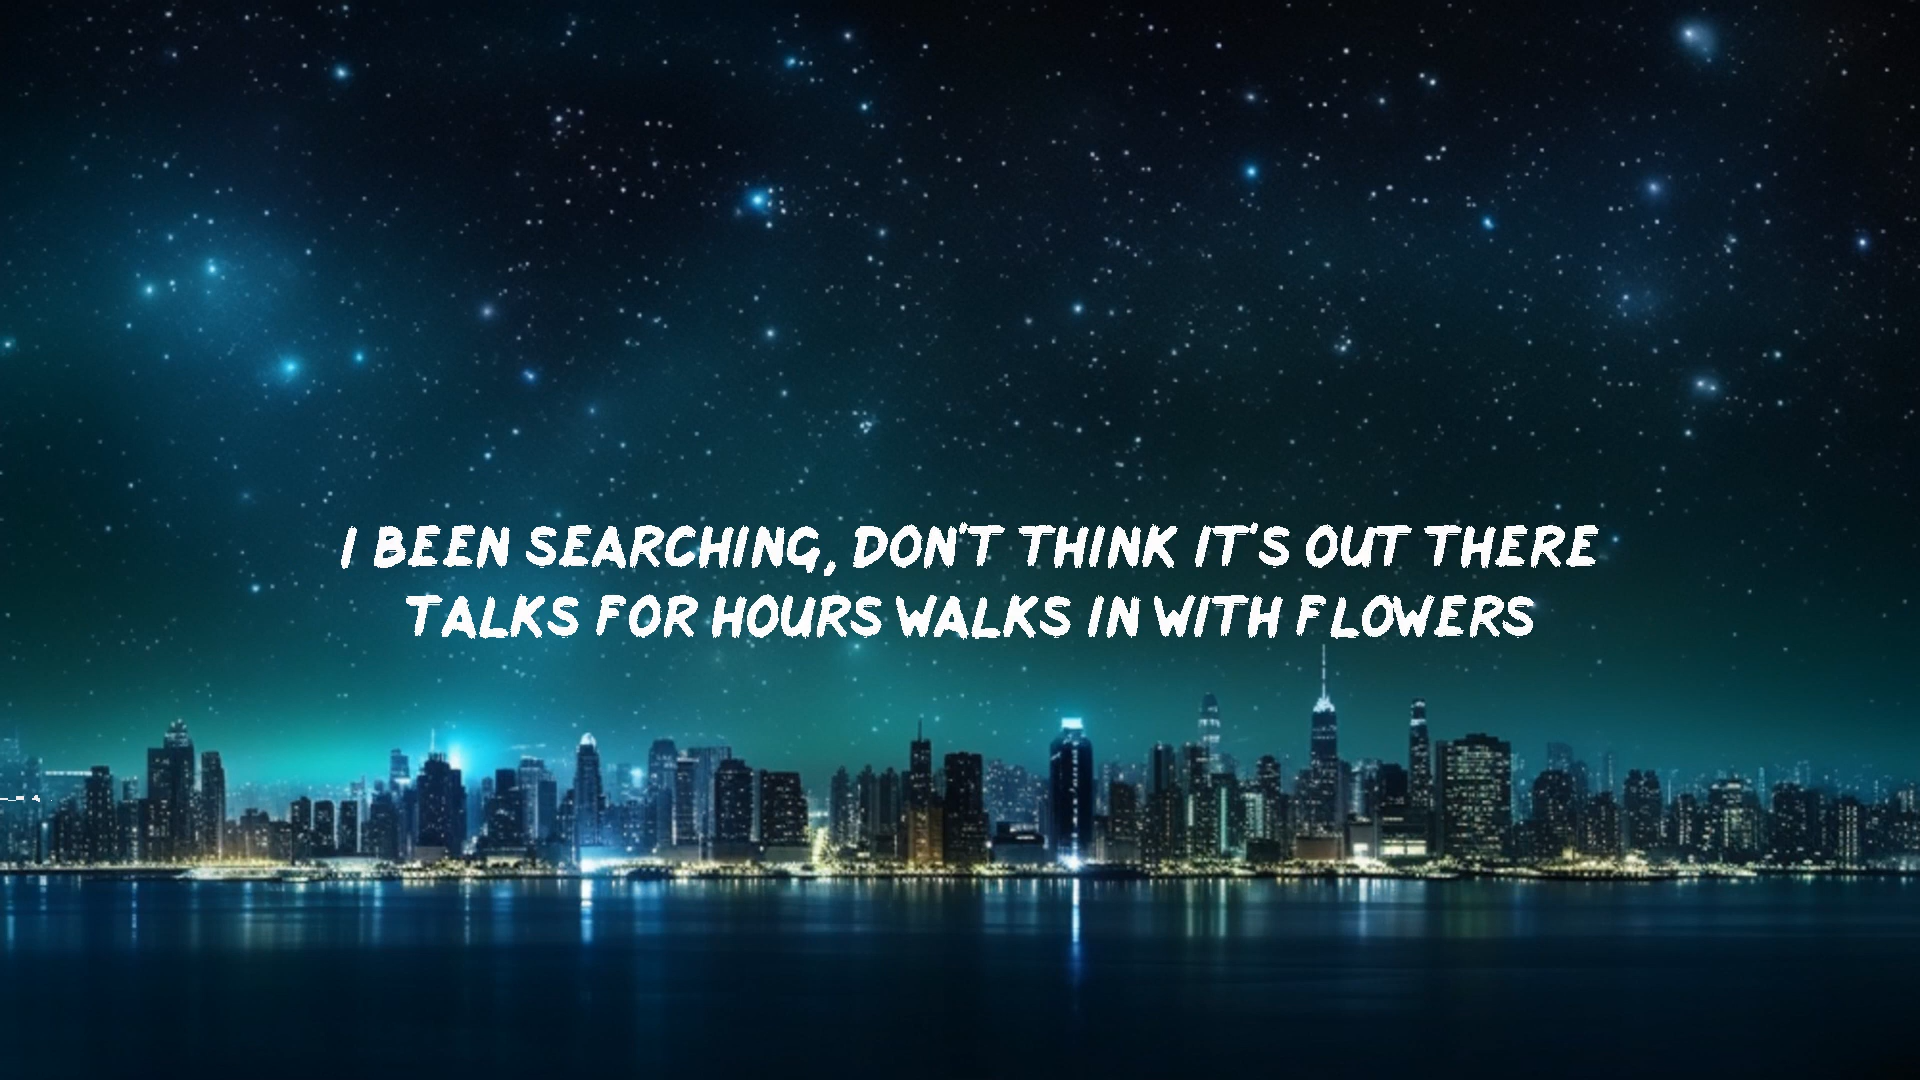 I BEEN SEARCHING, DON'T THINK IT'S OUT THERE
TALKS FOR HOURS WALKS IN WITH FLOWERS